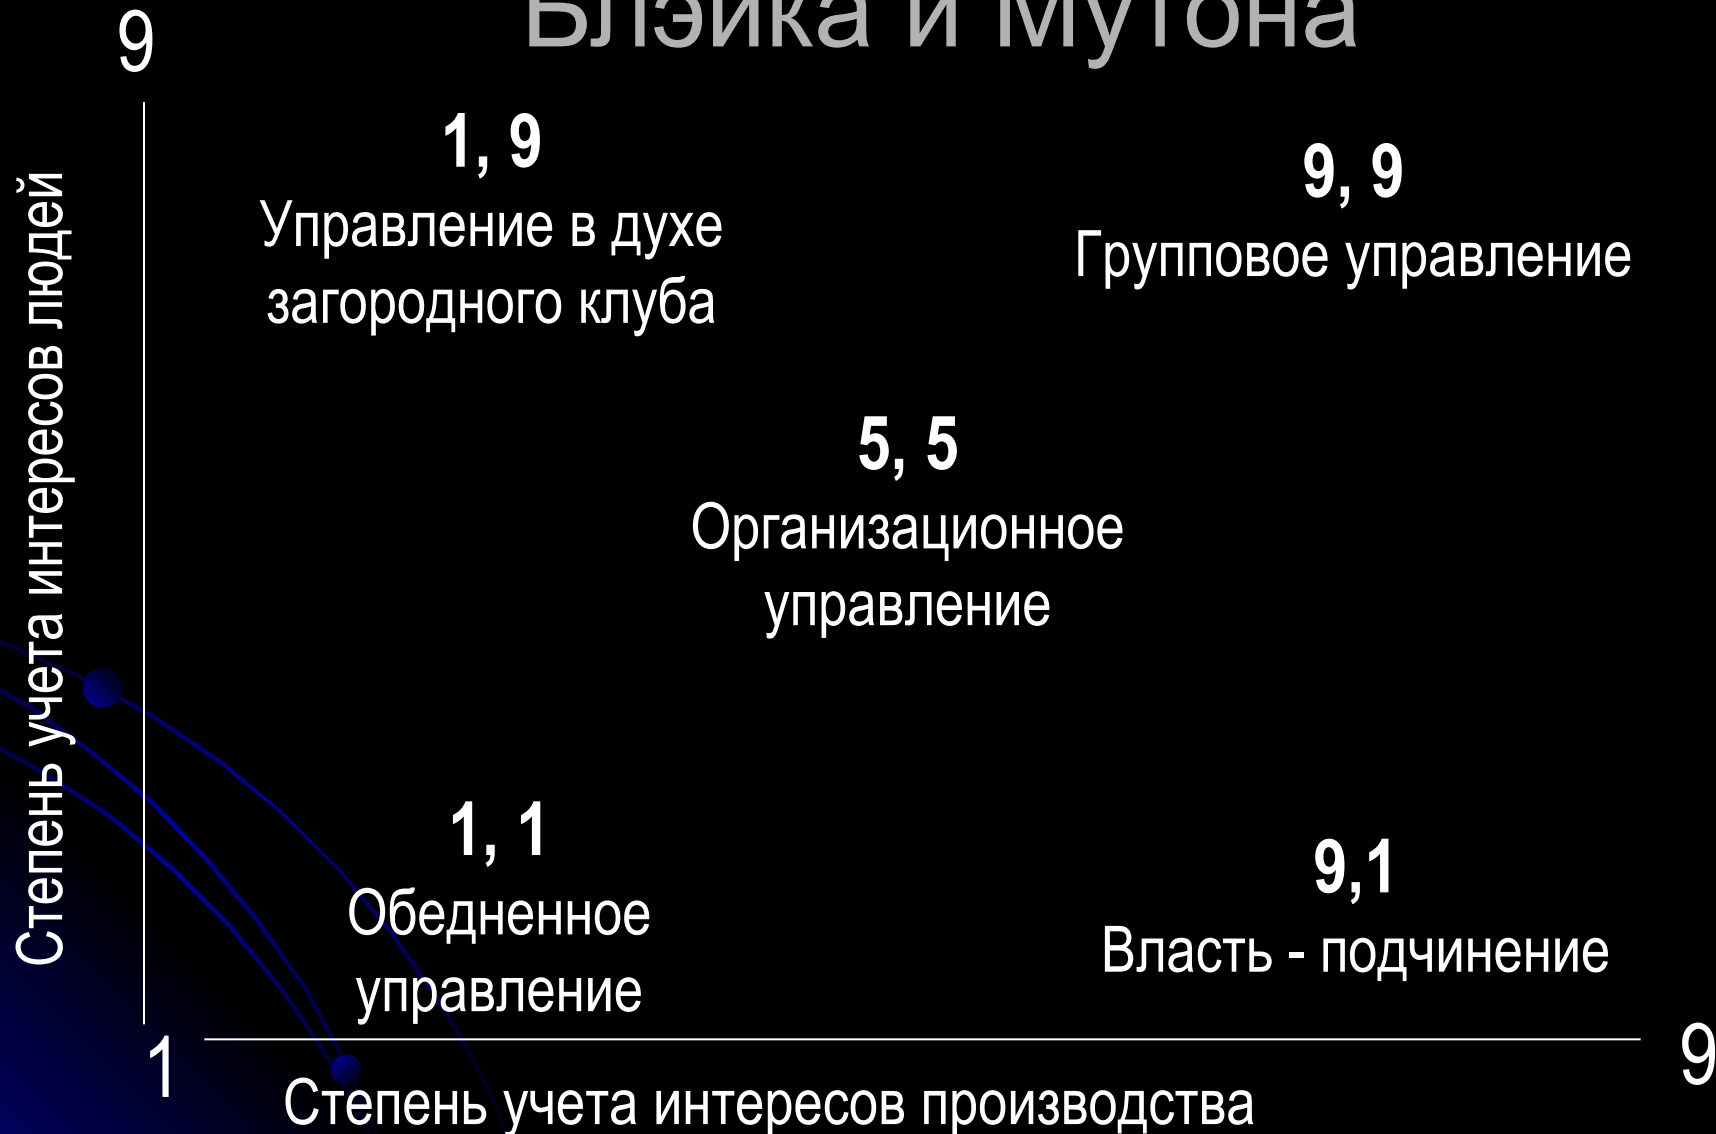 Блэйка и Мутона
9
Степень учета интересов людей
1, 9
Управление в духе
загородного клуба
9, 9
Групповое управление
5, 5
Организационное
управление
1, 1
Обедненное
управление
9,1
Власть - подчинение
1
9
Степень учета интересов производства